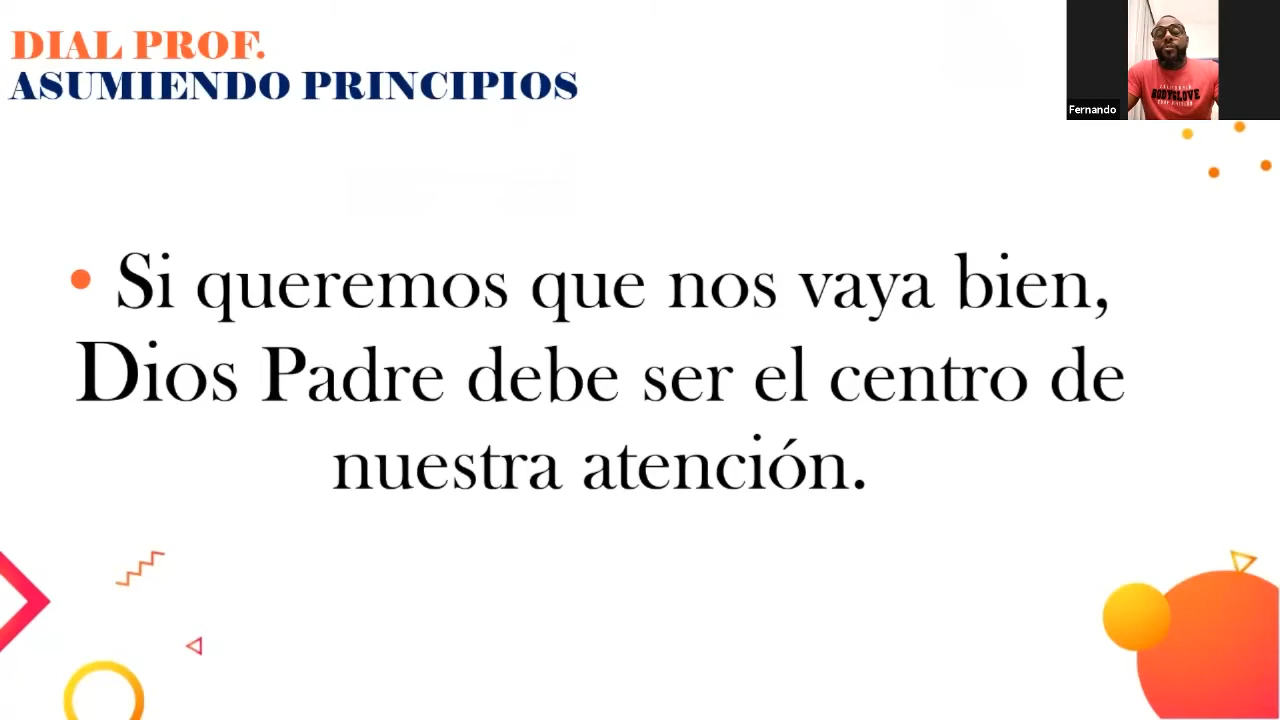 DIAL PROF.
ASUMIENDO PRINCIPIOS
Fernando
BODYGLOVE
• Si queremos que nos vaya bien,
Dios Padre debe ser el centro de
nuestra atención.